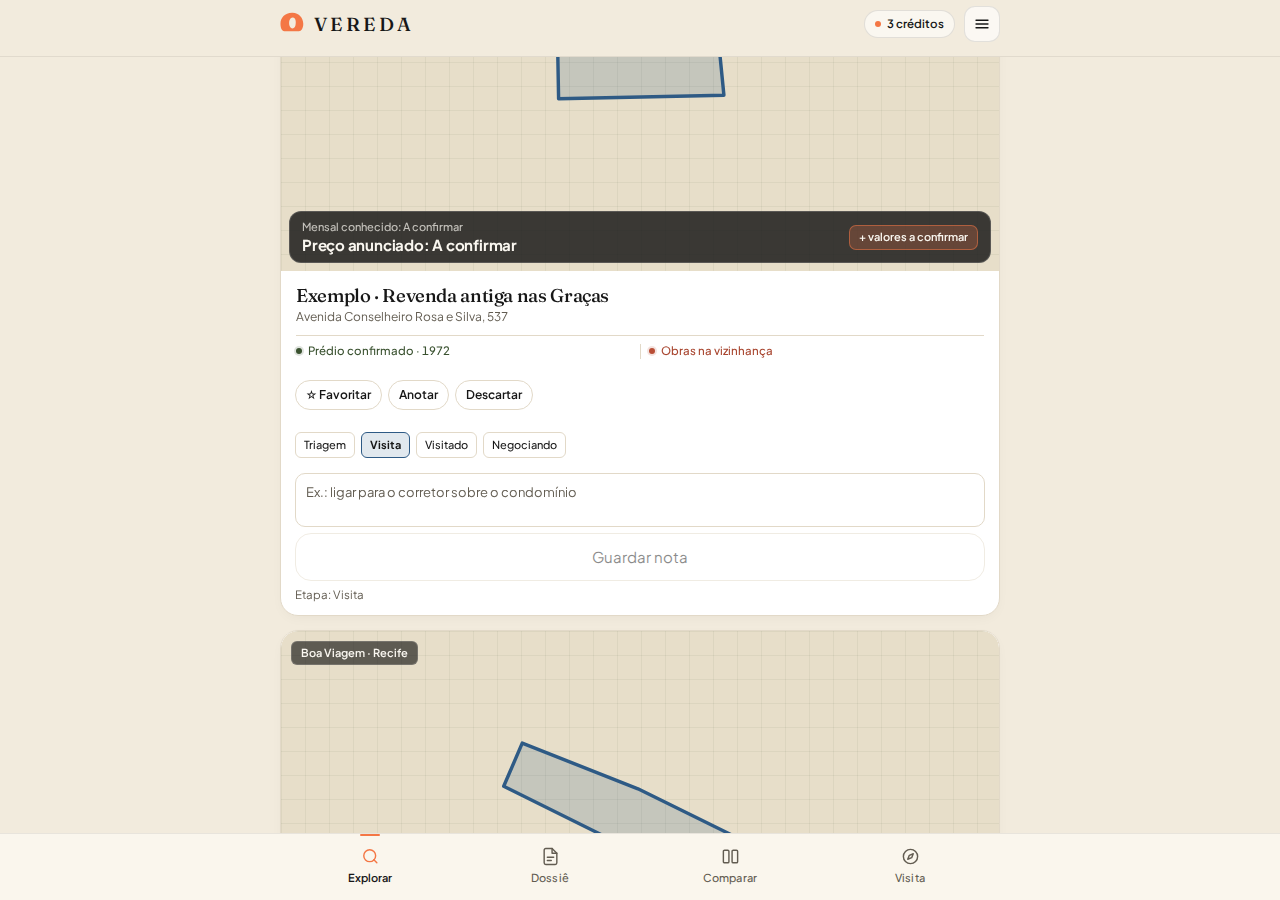 VEREDA
3 créditos
Mensal conhecido: A confirmar
Preço anunciado: A confirmar
+ valores a confirmar
Exemplo · Revenda antiga nas Graças
Avenida Conselheiro Rosa e Silva, 537
Prédio confirmado · 1972
Obras na vizinhança
☆ Favoritar
Anotar
Descartar
Triagem
Visita
Visitado
Negociando
Ex.: ligar para o corretor sobre o condomínio
Guardar nota
Etapa: Visita
Boa Viagem · Recife
Explorar
Dossiê
Comparar
Visita